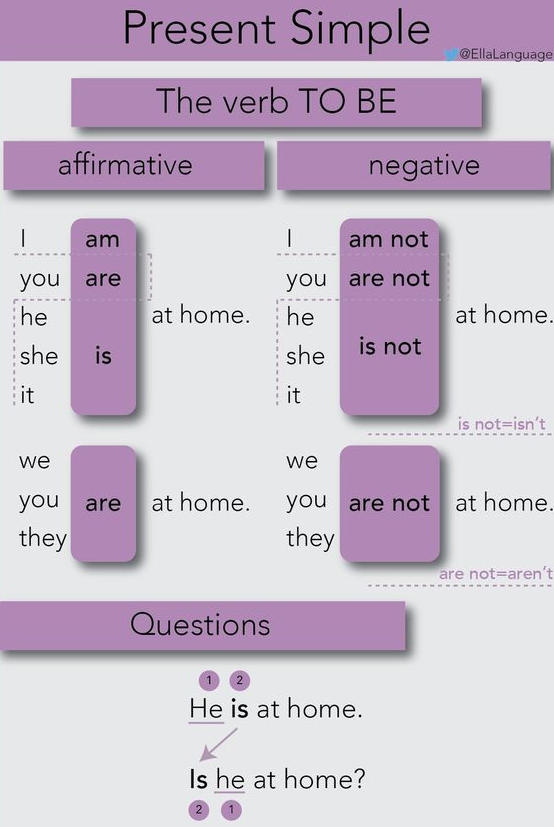 Present Simple
@EllaLanguage
The verb TO BE
affirmative
I am
you are
he
she is
it
at home.
we
you are at home.
they
negative
I am not
you are not
he
she is not
it
at home.
is not=isn't
we
you are not at home.
they
are not=aren't
Questions
1 2
He is at home.
Is he at home?
2 1